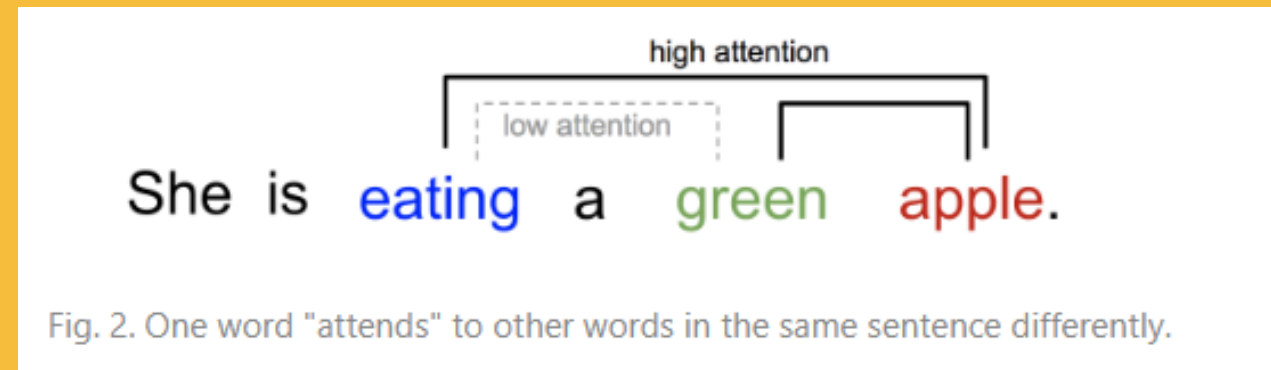 high attention
low attention
She is eating a green apple.
Fig. 2. One word "attends" to other words in the same sentence differently.